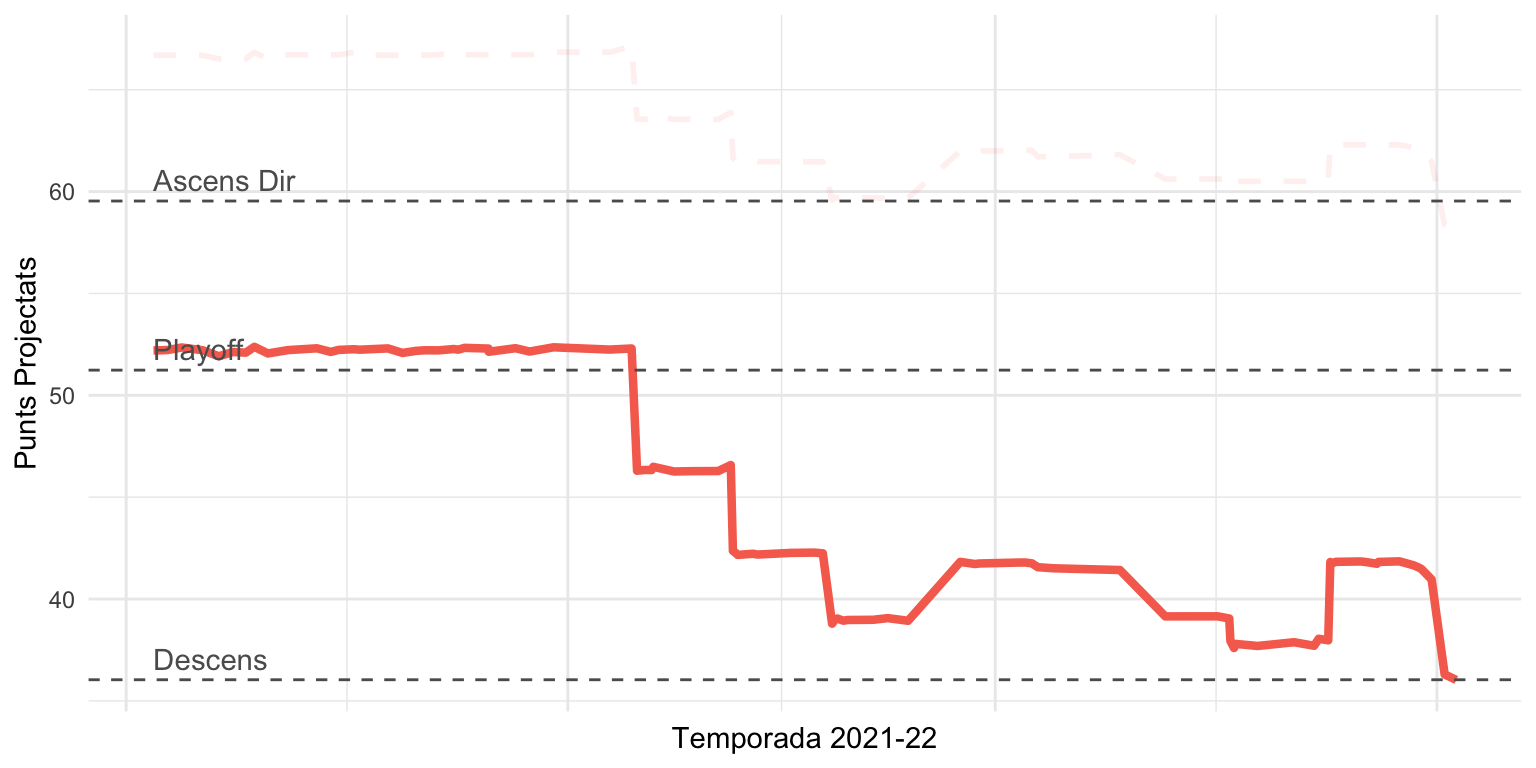 Ascens Dir
60
Playoff
50
40
Descens
Punts Projectats
Temporada 2021-22